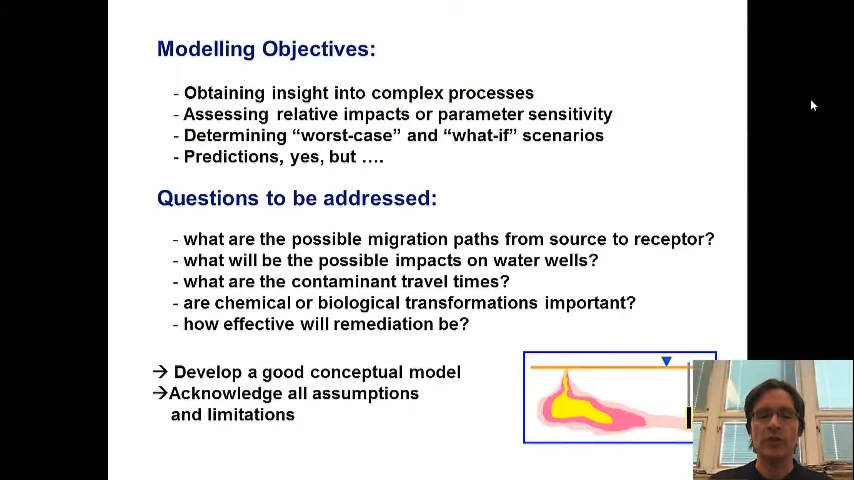 Modelling Objectives:
- Obtaining insight into complex processes
- Assessing relative impacts or parameter sensitivity
- Determining “worst-case” and “what-if” scenarios
- Predictions, yes, but ....
Questions to be addressed:
- what are the possible migration paths from source to receptor?
- what will be the possible impacts on water wells?
- what are the contaminant travel times?
- are chemical or biological transformations important?
- how effective will remediation be?
→ Develop a good conceptual model
→Acknowledge all assumptions
and limitations